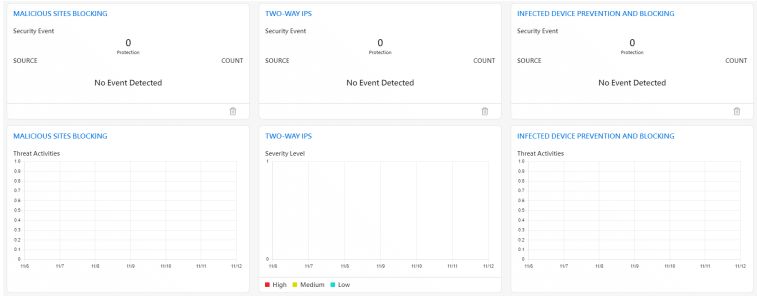 MALICIOUS SITES BLOCKING
Security Event
0
Protection
SOURCE COUNT
No Event Detected
TWO-WAY IPS
Security Event
0
Protection
SOURCE COUNT
No Event Detected
INFECTED DEVICE PREVENTION AND BLOCKING
Security Event
0
Protection
SOURCE COUNT
No Event Detected
MALICIOUS SITES BLOCKING
Threat Activities
1.0
0.9
0.8
0.7
0.6
0.5
0.4
0.3
0.2
0.1
0
11/6 11/7 11/8 11/9 11/10 11/11 11/12
TWO-WAY IPS
Severity Level
1
0
11/6 11/7 11/8 11/9 11/10 11/11 11/12
High Medium Low
INFECTED DEVICE PREVENTION AND BLOCKING
Threat Activities
1.0
0.9
0.8
0.7
0.6
0.5
0.4
0.3
0.2
0.1
0
11/6 11/7 11/8 11/9 11/10 11/11 11/12